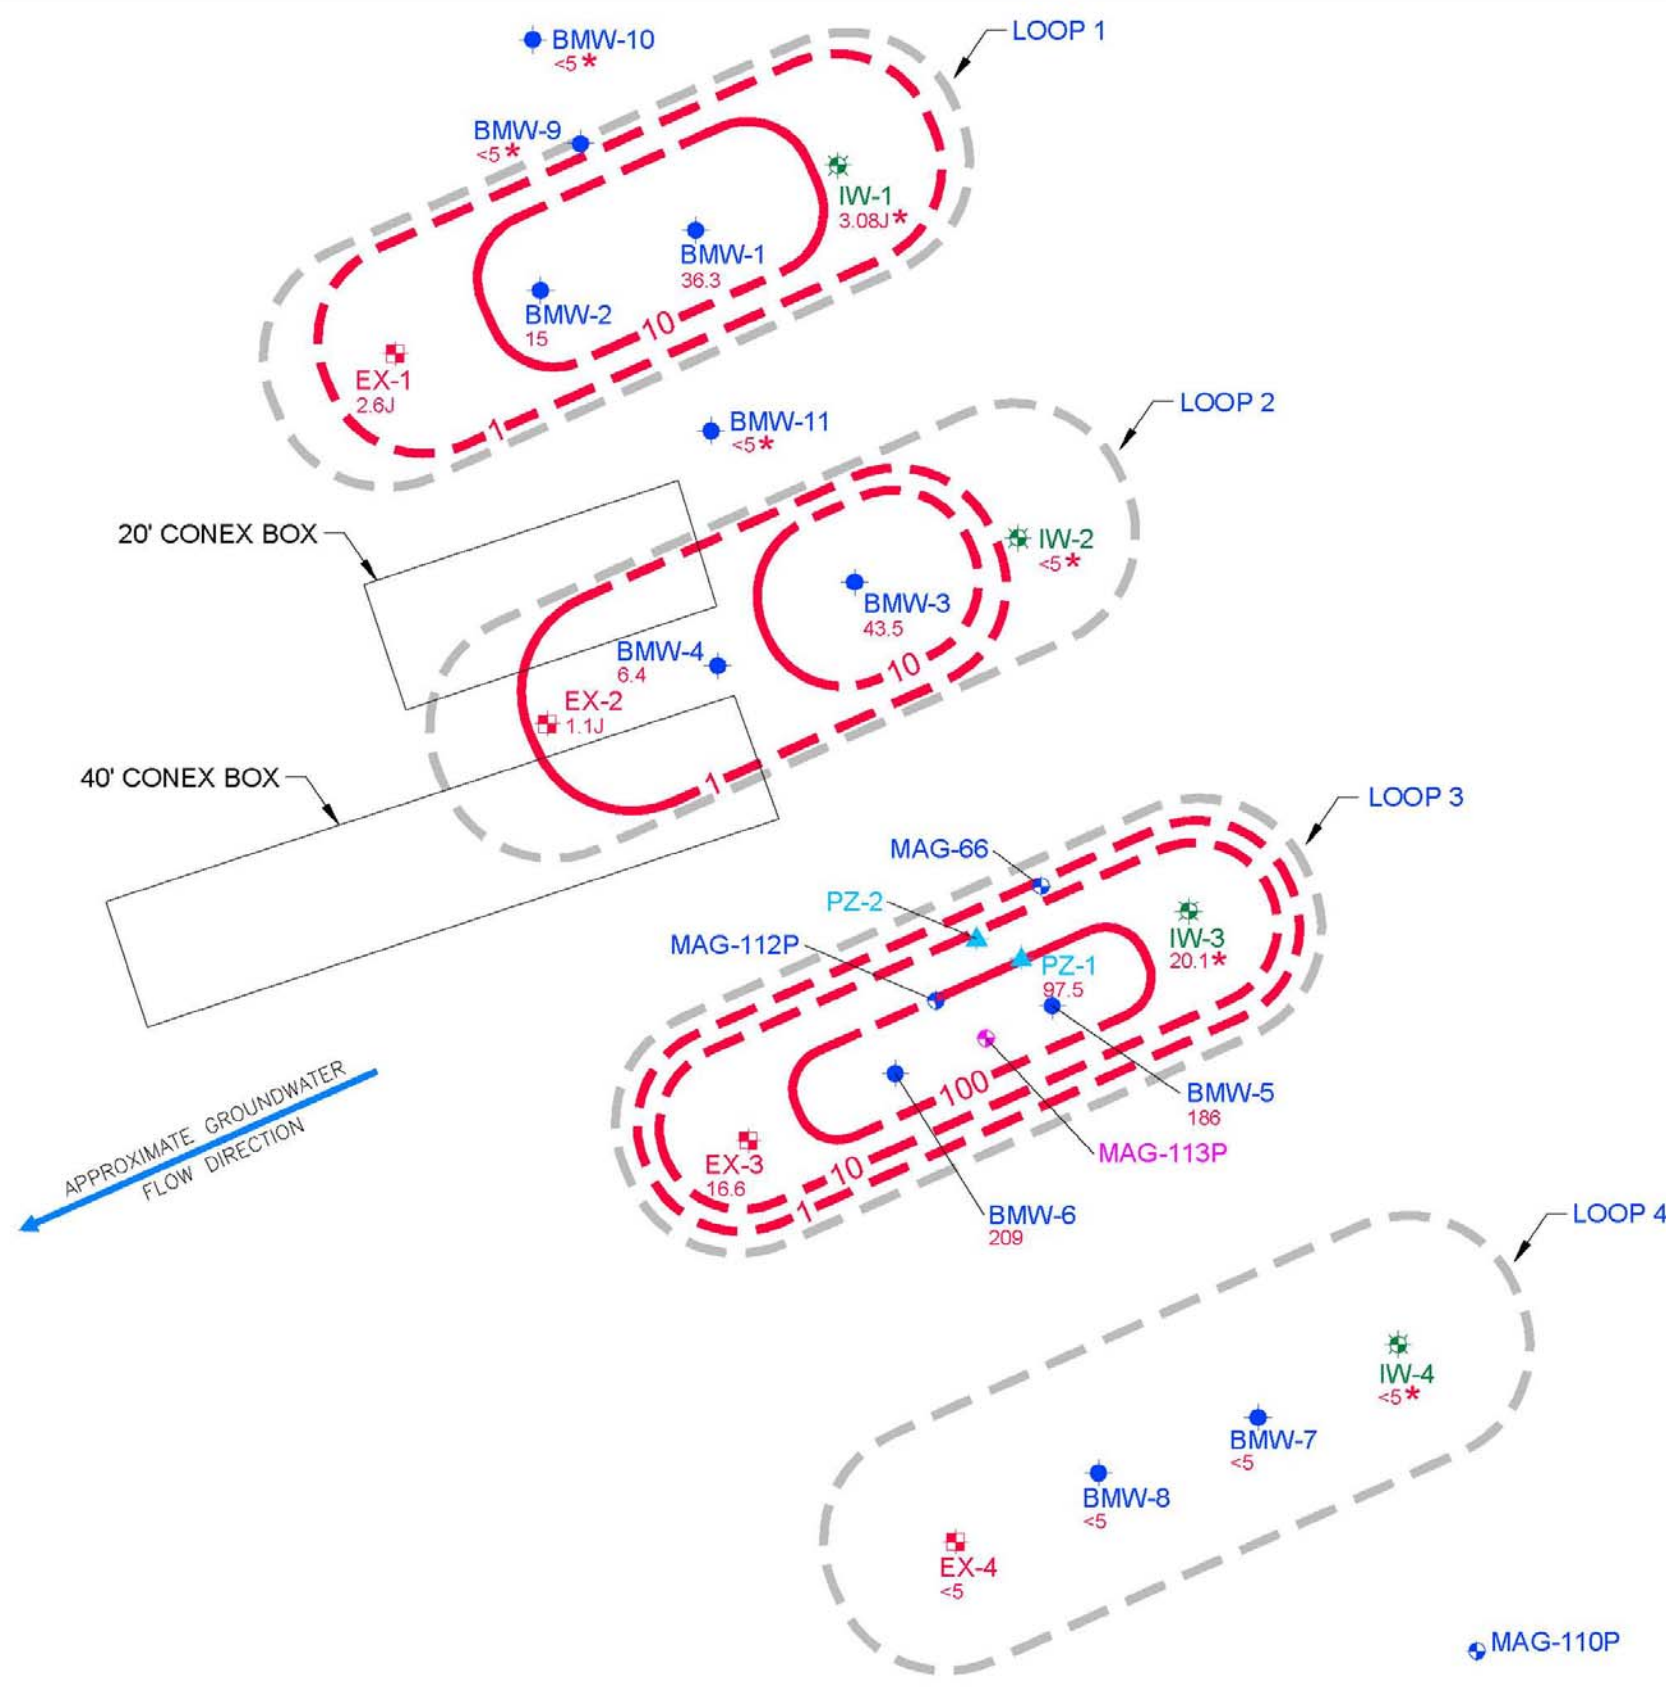 BMW-10
<5*
LOOP 1
BMW-9
<5*
IW-1
3.08J*
BMW-1
36.3
BMW-2
15
10
EX-1
2.6J
1
BMW-11
<5*
LOOP 2
20' CONEX BOX
IW-2
<5*
BMW-3
43.5
BMW-4
6.4
10
EX-2
1.1J
40' CONEX BOX
1
LOOP 3
MAG-66
PZ-2
MAG-112P
IW-3
20.1*
PZ-1
97.5
100
BMW-5
186
MAG-113P
EX-3
16.6
10
1
BMW-6
209
APPROXIMATE GROUNDWATER
FLOW DIRECTION
LOOP 4
IW-4
<5*
BMW-7
<5
BMW-8
<5
EX-4
<5
MAG-110P